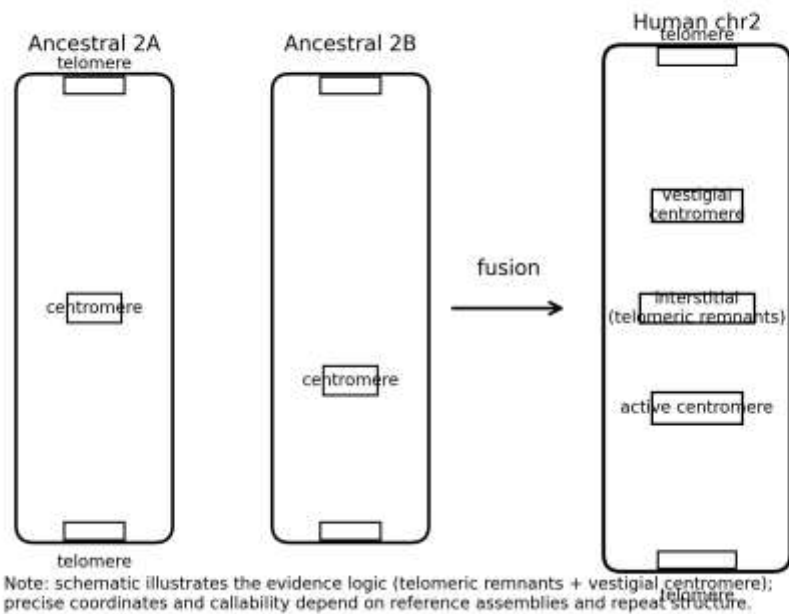 Human chr2
telomere
Ancestral 2A
Ancestral 2B
telomere
vestigial
centromere
fusion
interstitial
(telomeric remnants)
centromere
centromere
active centromere
telomere
Note: schematic illustrates the evidence logic (telomeric remnants + vestigial centromere);
telomere
precise coordinates and callability depend on reference assemblies and repeat structure.